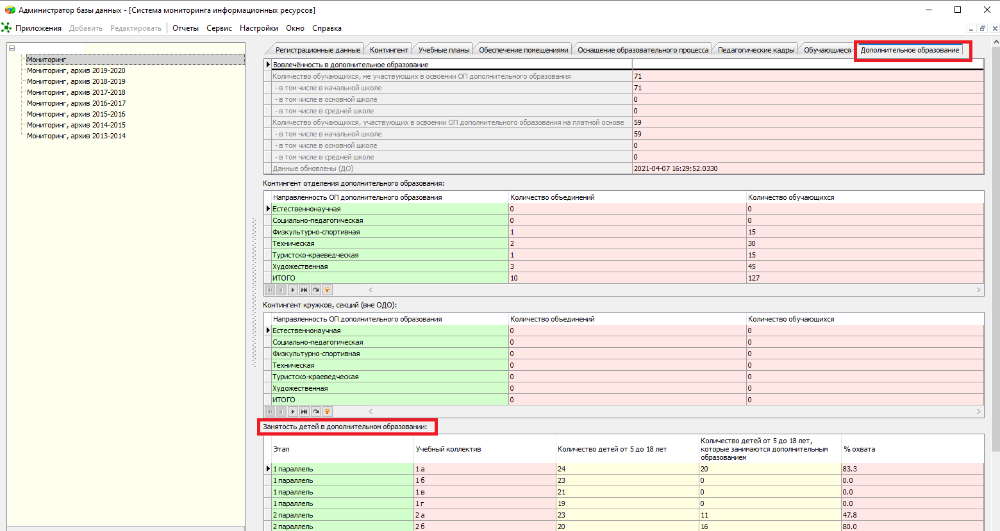 Администратор базы данных - [Система мониторинга информационных ресурсов]
Приложения Добавить Редактировать Отчеты Сервис Настройки Окно Справка
Мониторинг
Мониторинг, архив 2019-2020
Мониторинг, архив 2018-2019
Мониторинг, архив 2017-2018
Мониторинг, архив 2016-2017
Мониторинг, архив 2015-2016
Мониторинг, архив 2014-2015
Мониторинг, архив 2013-2014
Регистрационные данные Контингент Учебные планы Обеспечение помещениями Оснащение образовательного процесса Педагогические кадры Обучающиеся Дополнительное образование
Вовлечённость в дополнительное образование
Количество обучающихся, не участвующих в освоении ОП дополнительного образования 71
- в том числе в начальной школе 71
- в том числе в основной школе 0
- в том числе в средней школе 0
Количество обучающихся, участвующих в освоении ОП дополнительного образования на платной основе 59
- в том числе в начальной школе 59
- в том числе в основной школе 0
- в том числе в средней школе 0
Данные обновлены (ДО) 2021-04-07 16:29:52.0330
Контингент отделения дополнительного образования:
Направленность ОП дополнительного образования Количество объединений Количество обучающихся
Естественнонаучная 0 0
Социально-педагогическая 0 0
Физкультурно-спортивная 1 15
Техническая 2 30
Туристско-краеведческая 1 15
Художественная 3 45
ИТОГО 10 127
Контингент кружков, секций (вне ОДО):
Направленность ОП дополнительного образования Количество объединений Количество обучающихся
Естественнонаучная 0 0
Социально-педагогическая 0 0
Физкультурно-спортивная 0 0
Техническая 0 0
Туристско-краеведческая 0 0
Художественная 0 0
ИТОГО 0 0
Занятость детей в дополнительном образовании:
Этап Учебный коллектив Количество детей от 5 до 18 лет Количество детей от 5 до 18 лет,
которые занимаются дополнительным
образованием % охвата
1 параллель 1 а 24 20 83.3
1 параллель 1 б 23 0 0.0
1 параллель 1 в 21 0 0.0
1 параллель 1 г 19 0 0.0
2 параллель 2 а 23 11 47.8
2 параллель 2 б 20 16 80.0